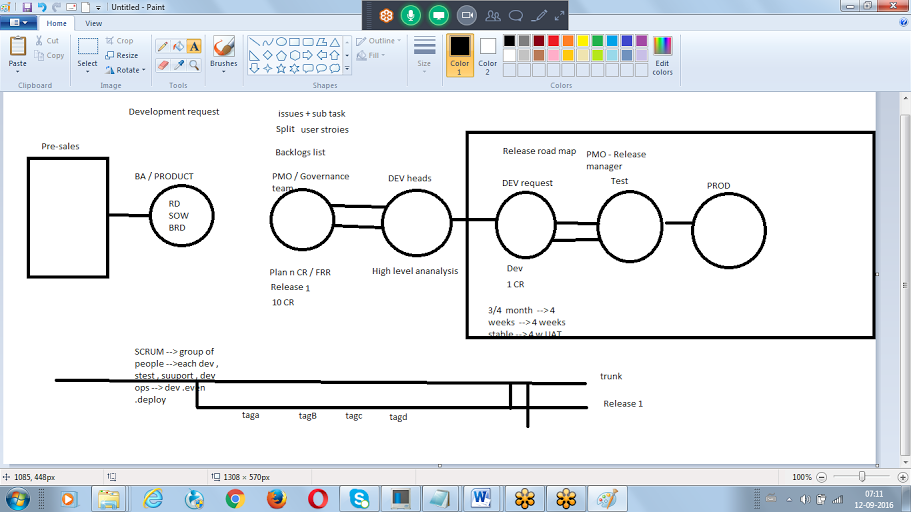 Untitled - Paint
Home
View
Paste
Cut
Copy
Clipboard
Select
Crop
Resize
Rotate
Image
A
Tools
Brushes
Outline
Fill
Shapes
Size
Color
1
Color
2
Edit
colors
Colors
Development request
issues + sub task
Split user stroies
Backlogs list
Pre-sales
BA / PRODUCT
RD
SOW
BRD
PMO / Governance
team
DEV heads
Release road map
PMO - Release
manager
DEV request
Test
PROD
Plan n CR / FRR
Release 1
10 CR
High level ananalysis
Dev
1 CR
3/4 month -->4
weeks -->4 weeks
stable -->4 w UAT
SCRUM --> group of
people -->each dev ,
stest , suuport , dev
ops --> dev .even
.deploy
trunk
Release 1
taga
tagB
tagc
tagd
1085, 448px
1308 × 570px
100%
07:11
12-09-2016